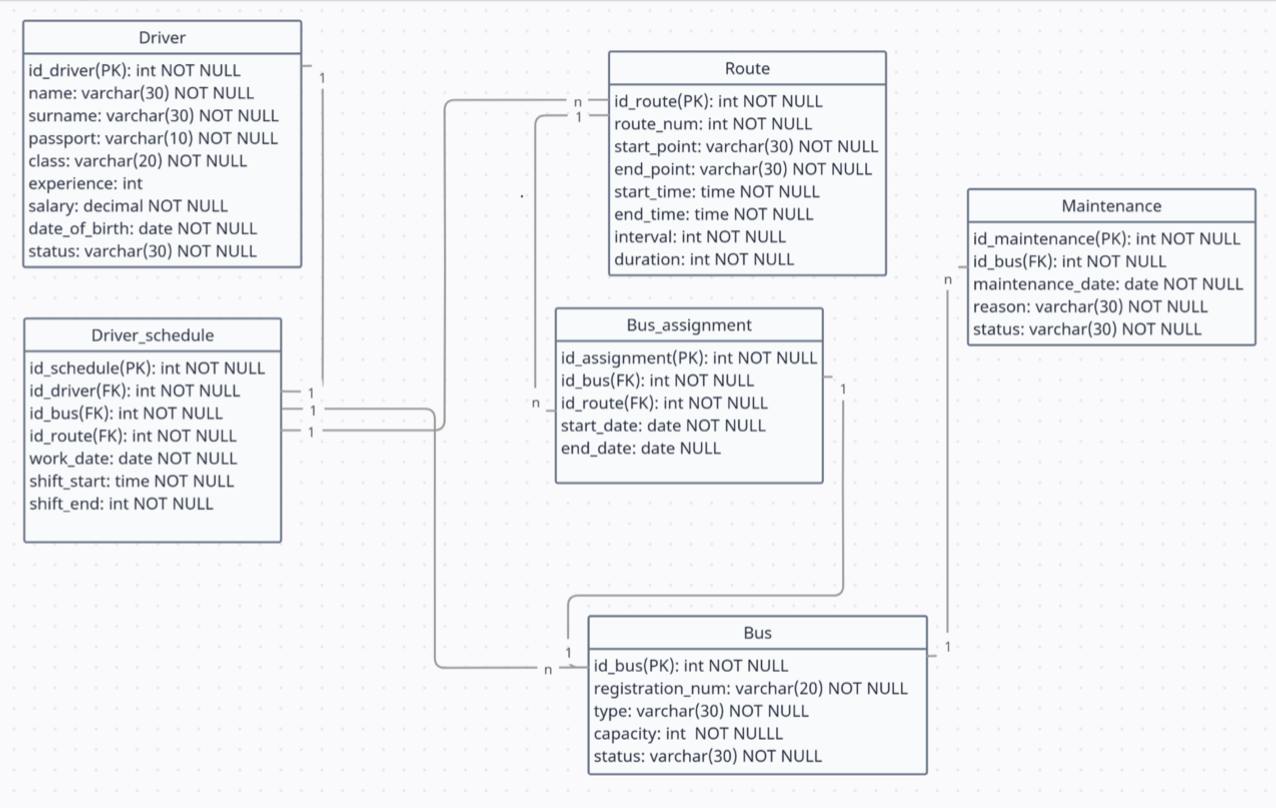 Driver
id_driver(PK): int NOT NULL
name: varchar(30) NOT NULL
surname: varchar(30) NOT NULL
passport: varchar(10) NOT NULL
class: varchar(20) NOT NULL
experience: int
salary: decimal NOT NULL
date_of_birth: date NOT NULL
status: varchar(30) NOT NULL
1
Driver_schedule
id_schedule(PK): int NOT NULL
id_driver(FK): int NOT NULL
id_bus(FK): int NOT NULL
id_route(FK): int NOT NULL
work_date: date NOT NULL
shift_start: time NOT NULL
shift_end: int NOT NULL
1
1
1
n
1
Route
id_route(PK): int NOT NULL
route_num: int NOT NULL
start_point: varchar(30) NOT NULL
end_point: varchar(30) NOT NULL
start_time: time NOT NULL
end_time: time NOT NULL
interval: int NOT NULL
duration: int NOT NULL
n
Bus_assignment
id_assignment(PK): int NOT NULL
id_bus(FK): int NOT NULL
id_route(FK): int NOT NULL
start_date: date NOT NULL
end_date: date NULL
1
1
n
Bus
id_bus(PK): int NOT NULL
registration_num: varchar(20) NOT NULL
type: varchar(30) NOT NULL
capacity: int  NOT NULLL
status: varchar(30) NOT NULL
1
n
Maintenance
id_maintenance(PK): int NOT NULL
id_bus(FK): int NOT NULL
maintenance_date: date NOT NULL
reason: varchar(30) NOT NULL
status: varchar(30) NOT NULL